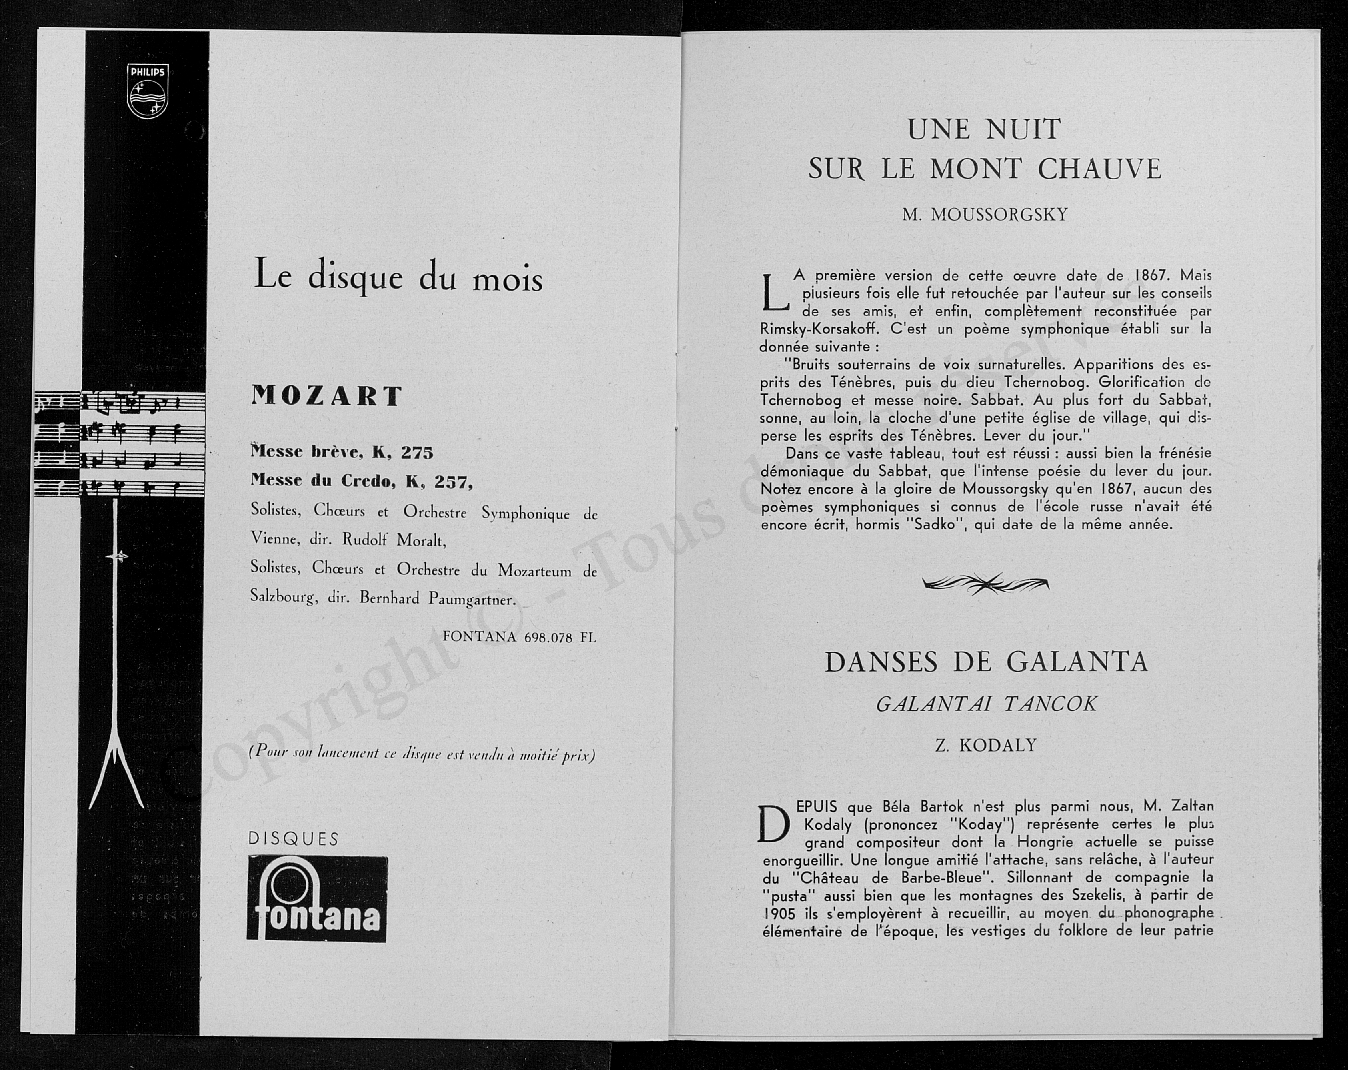 PHILIPS
Le disque du mois
MOZART
Messe brève, K, 275
Messe du Credo, K, 257,
Solistes, Chœurs et Orchestre Symphonique de
Vienne, dir. Rudolf Moralt,
Solistes, Chœurs et Orchestre du Mozarteum de
Salzbourg, dir. Bernhard Paumgartner.
FONTANA 698.078 FL
(Pour son lancement ce disque est vendu à moitié prix)
DISQUES
fontana
UNE NUIT
SUR LE MONT CHAUVE
M. MOUSSORGSKY
LA première version de cette œuvre date de 1867. Mais
plusieurs fois elle fut retouchée par l'auteur sur les conseils
de ses amis, et enfin, complètement reconstituée par
Rimsky-Korsakoff. C'est un poème symphonique établi sur la
donnée suivante :
"Bruits souterrains de voix surnaturelles. Apparitions des es-
prits des Ténèbres, puis du dieu Tchernobog. Glorification de
Tchernobog et messe noire. Sabbat. Au plus fort du Sabbat,
sonne, au loin, la cloche d'une petite église de village, qui dis-
perse les esprits des Ténèbres. Lever du jour."
Dans ce vaste tableau, tout est réussi : aussi bien la frénésie
démoniaque du Sabbat, que l'intense poésie du lever du jour.
Notez encore à la gloire de Moussorgsky qu'en 1867, aucun des
poèmes symphoniques si connus de l'école russe n'avait été
encore écrit, hormis "Sadko", qui date de la même année.
DANSES DE GALANTA
GALANTAI TANCOK
Z. KODALY
DEPUIS que Béla Bartok n'est plus parmi nous, M. Zaltan
Kodaly (prononcez "Koday") représente certes le plus
grand compositeur dont la Hongrie actuelle se puisse
enorgueillir. Une longue amitié l'attache, sans relâche, à l'auteur
du "Château de Barbe-Bleue". Sillonnant de compagnie la
"pusta" aussi bien que les montagnes des Szekelis, à partir de
1905 ils s'employèrent à recueillir, au moyen du phonographe
élémentaire de l'époque, les vestiges du folklore de leur patrie
Copyright © - Tous droits réservés